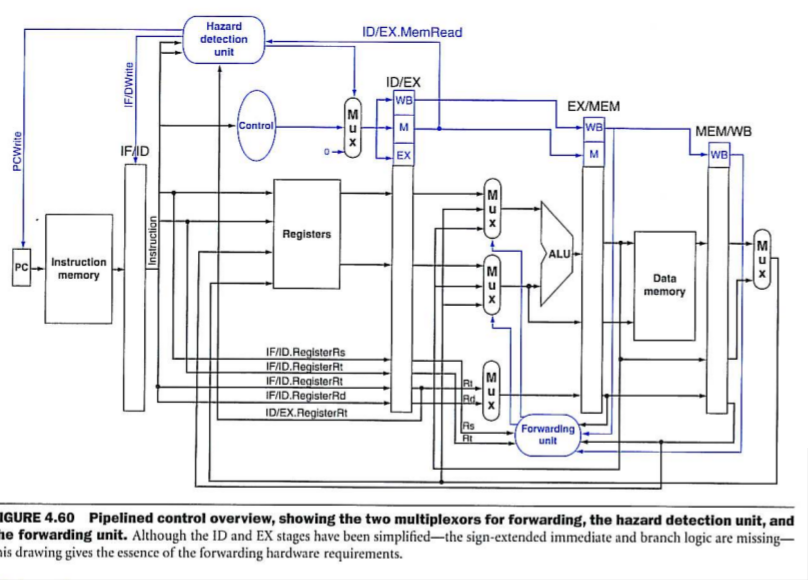 Hazard
detection
unit
ID/EX.MemRead
ID/EX
IF/DWrite
PCWrite
Control
M
u
x
0
WB
M
EX
EX/MEM
WB
M
MEM/WB
WB
IF/ID
PC
Instruction
memory
Instruction
Registers
M
u
x
M
u
x
ALU
Data
memory
M
u
x
IF/ID.RegisterRs
IF/ID.RegisterRt
IF/ID.RegisterRt
IF/ID.RegisterRd
ID/EX.RegisterRt
Rt
Rd
M
u
x
Rs
Rt
Forwarding
unit
IGURE 4.60 Pipelined control overview, showing the two multiplexors for forwarding, the hazard detection unit, and
he forwarding unit. Although the ID and EX stages have been simplified—the sign-extended immediate and branch logic are missing—
his drawing gives the essence of the forwarding hardware requirements.